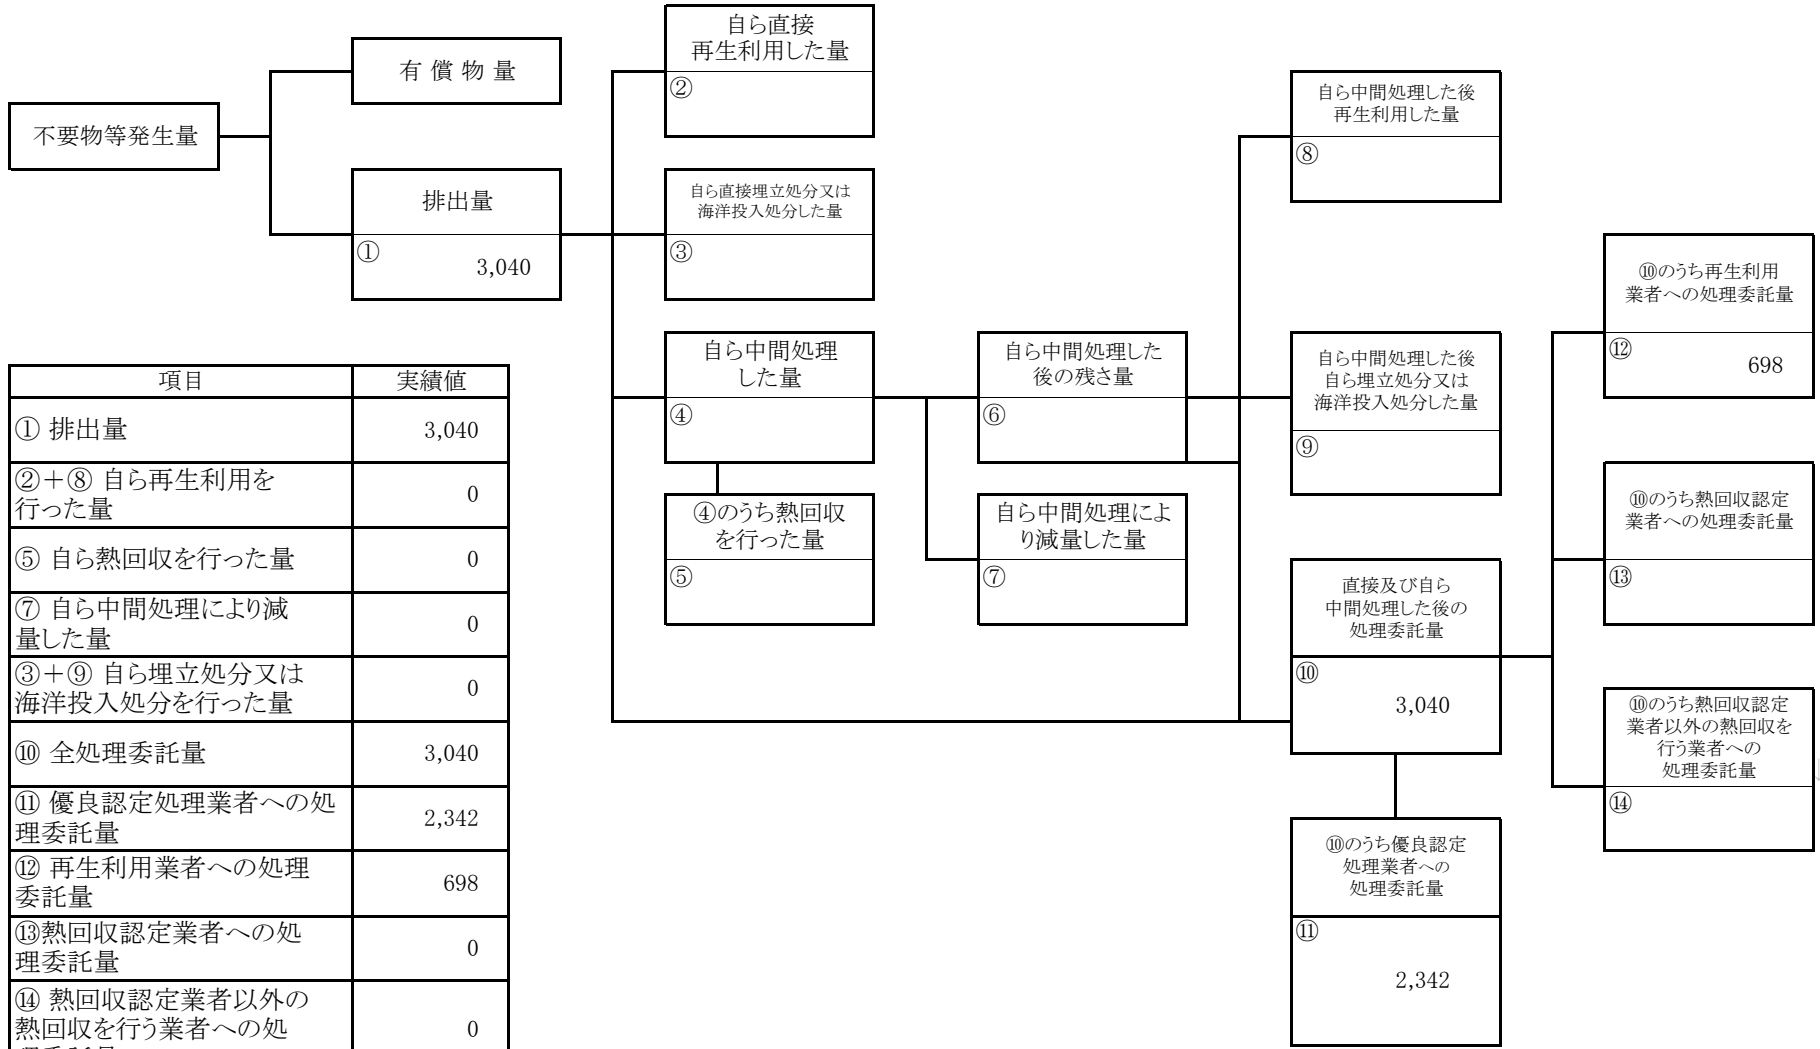 不要物等発生量
有 償 物 量
排出量
①
3,040
自ら直接
再生利用した量
②
自ら直接埋立処分又は
海洋投入処分した量
③
自ら中間処理
した量
④
④のうち熱回収
を行った量
⑤
自ら中間処理した
後の残さ量
⑥
自ら中間処理によ
り減量した量
⑦
自ら中間処理した後
再生利用した量
⑧
自ら中間処理した後
自ら埋立処分又は
海洋投入処分した量
⑨
直接及び自ら
中間処理した後の
処理委託量
⑩
3,040
⑩のうち優良認定
処理業者への
処理委託量
⑪
2,342
⑩のうち再生利用
業者への処理委託量
⑫
698
⑩のうち熱回収認定
業者への処理委託量
⑬
⑩のうち熱回収認定
業者以外の熱回収を
行う業者への
処理委託量
⑭
項目 実績値
① 排出量 3,040
②＋⑧ 自ら再生利用を
行った量 0
⑤ 自ら熱回収を行った量 0
⑦ 自ら中間処理により減
量した量 0
③＋⑨ 自ら埋立処分又は
海洋投入処分を行った量 0
⑩ 全処理委託量 3,040
⑪ 優良認定処理業者への処
理委託量 2,342
⑫ 再生利用業者への処理
委託量 698
⑬熱回収認定業者への処
理委託量 0
⑭ 熱回収認定業者以外の
熱回収を行う業者への処 0